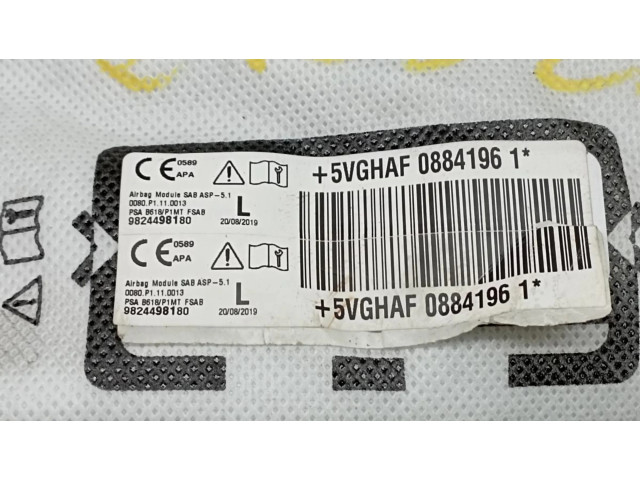 CE 0589
APA
Airbag Module SAB ASP-5.1
0080.P1.11.0013
PSA B618/P1MT FSAB
9824498180
L
20/08/2019
+5VGHAF 0884196 1*
CE 0589
APA
Airbag Module SAB ASP-5.1
0080.P1.11.0013
PSA B618/P1MT FSAB
9824498180
L
20/08/2019
+5VGHAF 0884196 1*